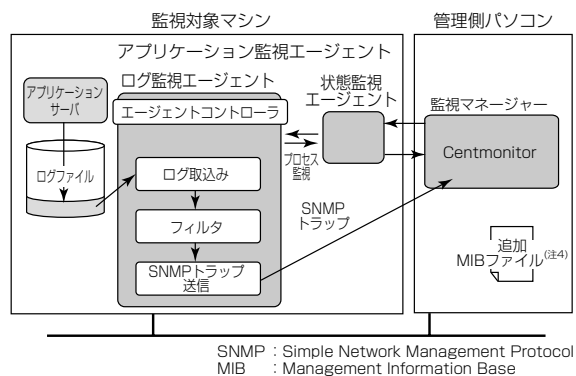 監視対象マシン
管理側パソコン
アプリケーション監視エージェント
ログ監視エージェント
状態監視
エージェント
アプリケーション
サーバ
エージェントコントローラ
監視マネージャー
Centmonitor
プロセス
監視
ログファイル
ログ取込み
フィルタ
SNMP
トラップ
SNMPトラップ
送信
追加
MIBファイル(注4)
SNMP : Simple Network Management Protocol
MIB : Management Information Base